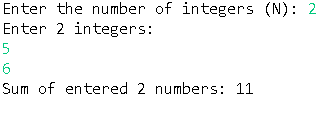 Enter the number of integers (N): 2
Enter 2 integers:
5
6
Sum of entered 2 numbers: 11